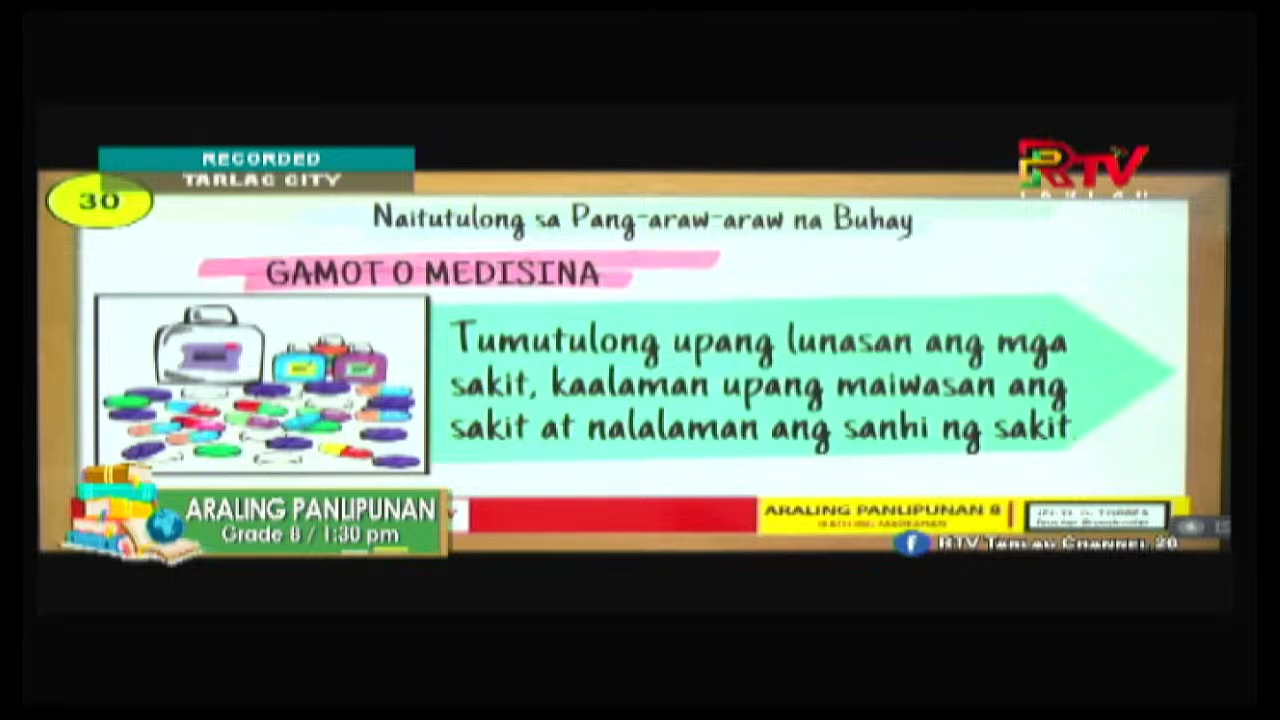 RECORDED
TARLAC CITY
RTV
30
Naitutulong sa Pang-araw-araw na Buhay
GAMOT O MEDISINA
Tumutulong upang lunasan ang mga
sakit, kaalaman upang maiwasan ang
sakit at nalalaman ang sanhi ng sakit
ARALING PANLIPUNAN
Grade 8 / 1:30 pm
ARALING PANLIPUNAN 8
RTV Tarlac Channel 26